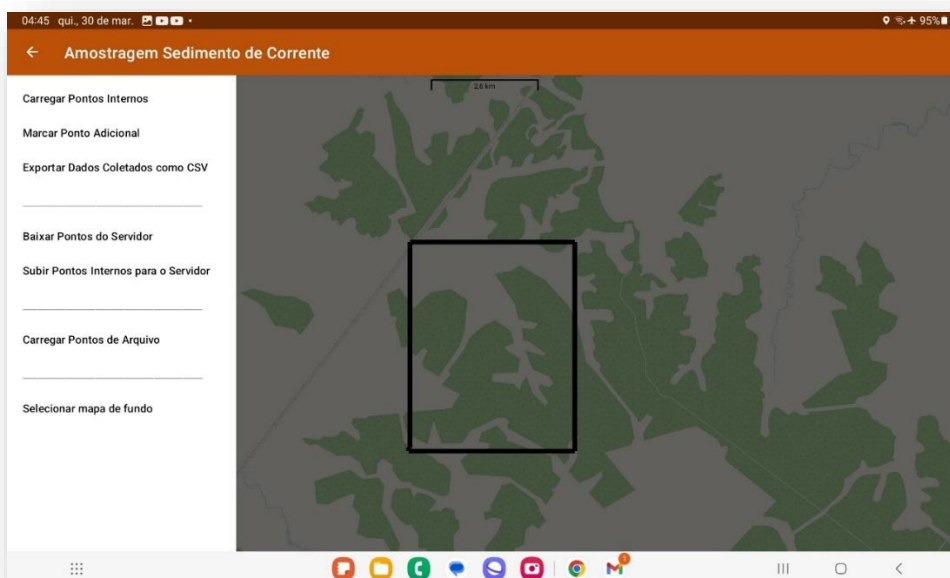 04:45 qui., 30 de mar.
95%
Amostragem Sedimento de Corrente
Carregar Pontos Internos
2,6 km
Marcar Ponto Adicional
Exportar Dados Coletados como CSV
Baixar Pontos do Servidor
Subir Pontos Internos para o Servidor
Carregar Pontos de Arquivo
Selecionar mapa de fundo
1